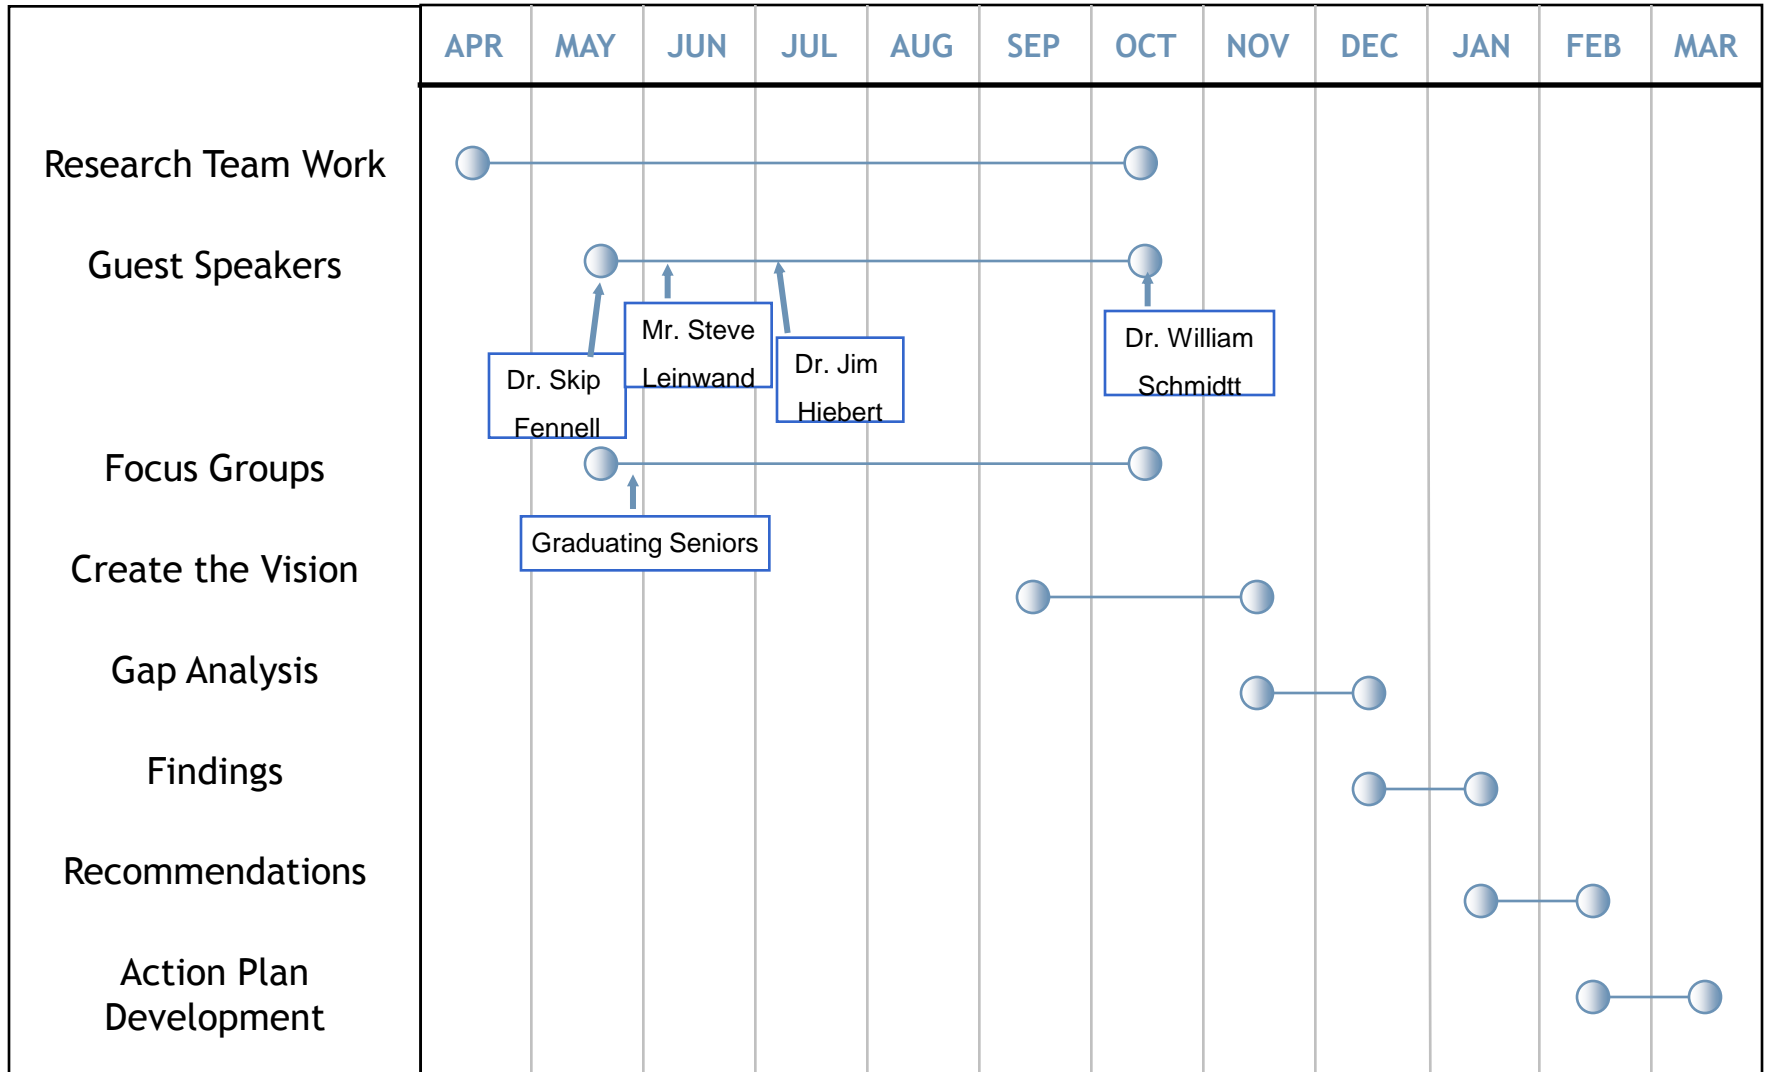 APR MAY JUN JUL AUG SEP OCT NOV DEC JAN FEB MAR
Research Team Work
Guest Speakers
Dr. Skip
Fennell
Mr. Steve
Leinwand
Dr. Jim
Hiebert
Dr. William
Schmidtt
Focus Groups
Graduating Seniors
Create the Vision
Gap Analysis
Findings
Recommendations
Action Plan
Development